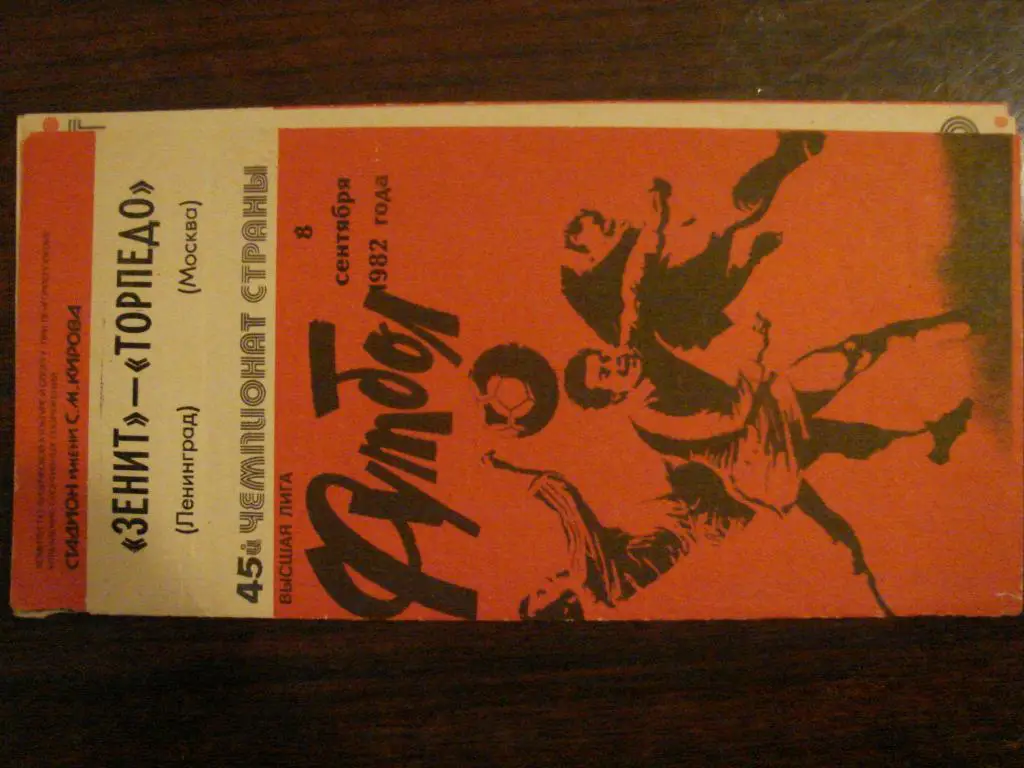 СТАДИОН ИМЕНИ С. М. КИРОВА
«ЗЕНИТ»—«ТОРПЕДО»
(Ленинград) (Москва)
45й ЧЕМПИОНАТ СТРАНЫ
ВЫСШАЯ ЛИГА
8
сентября
1982 года
Футбол